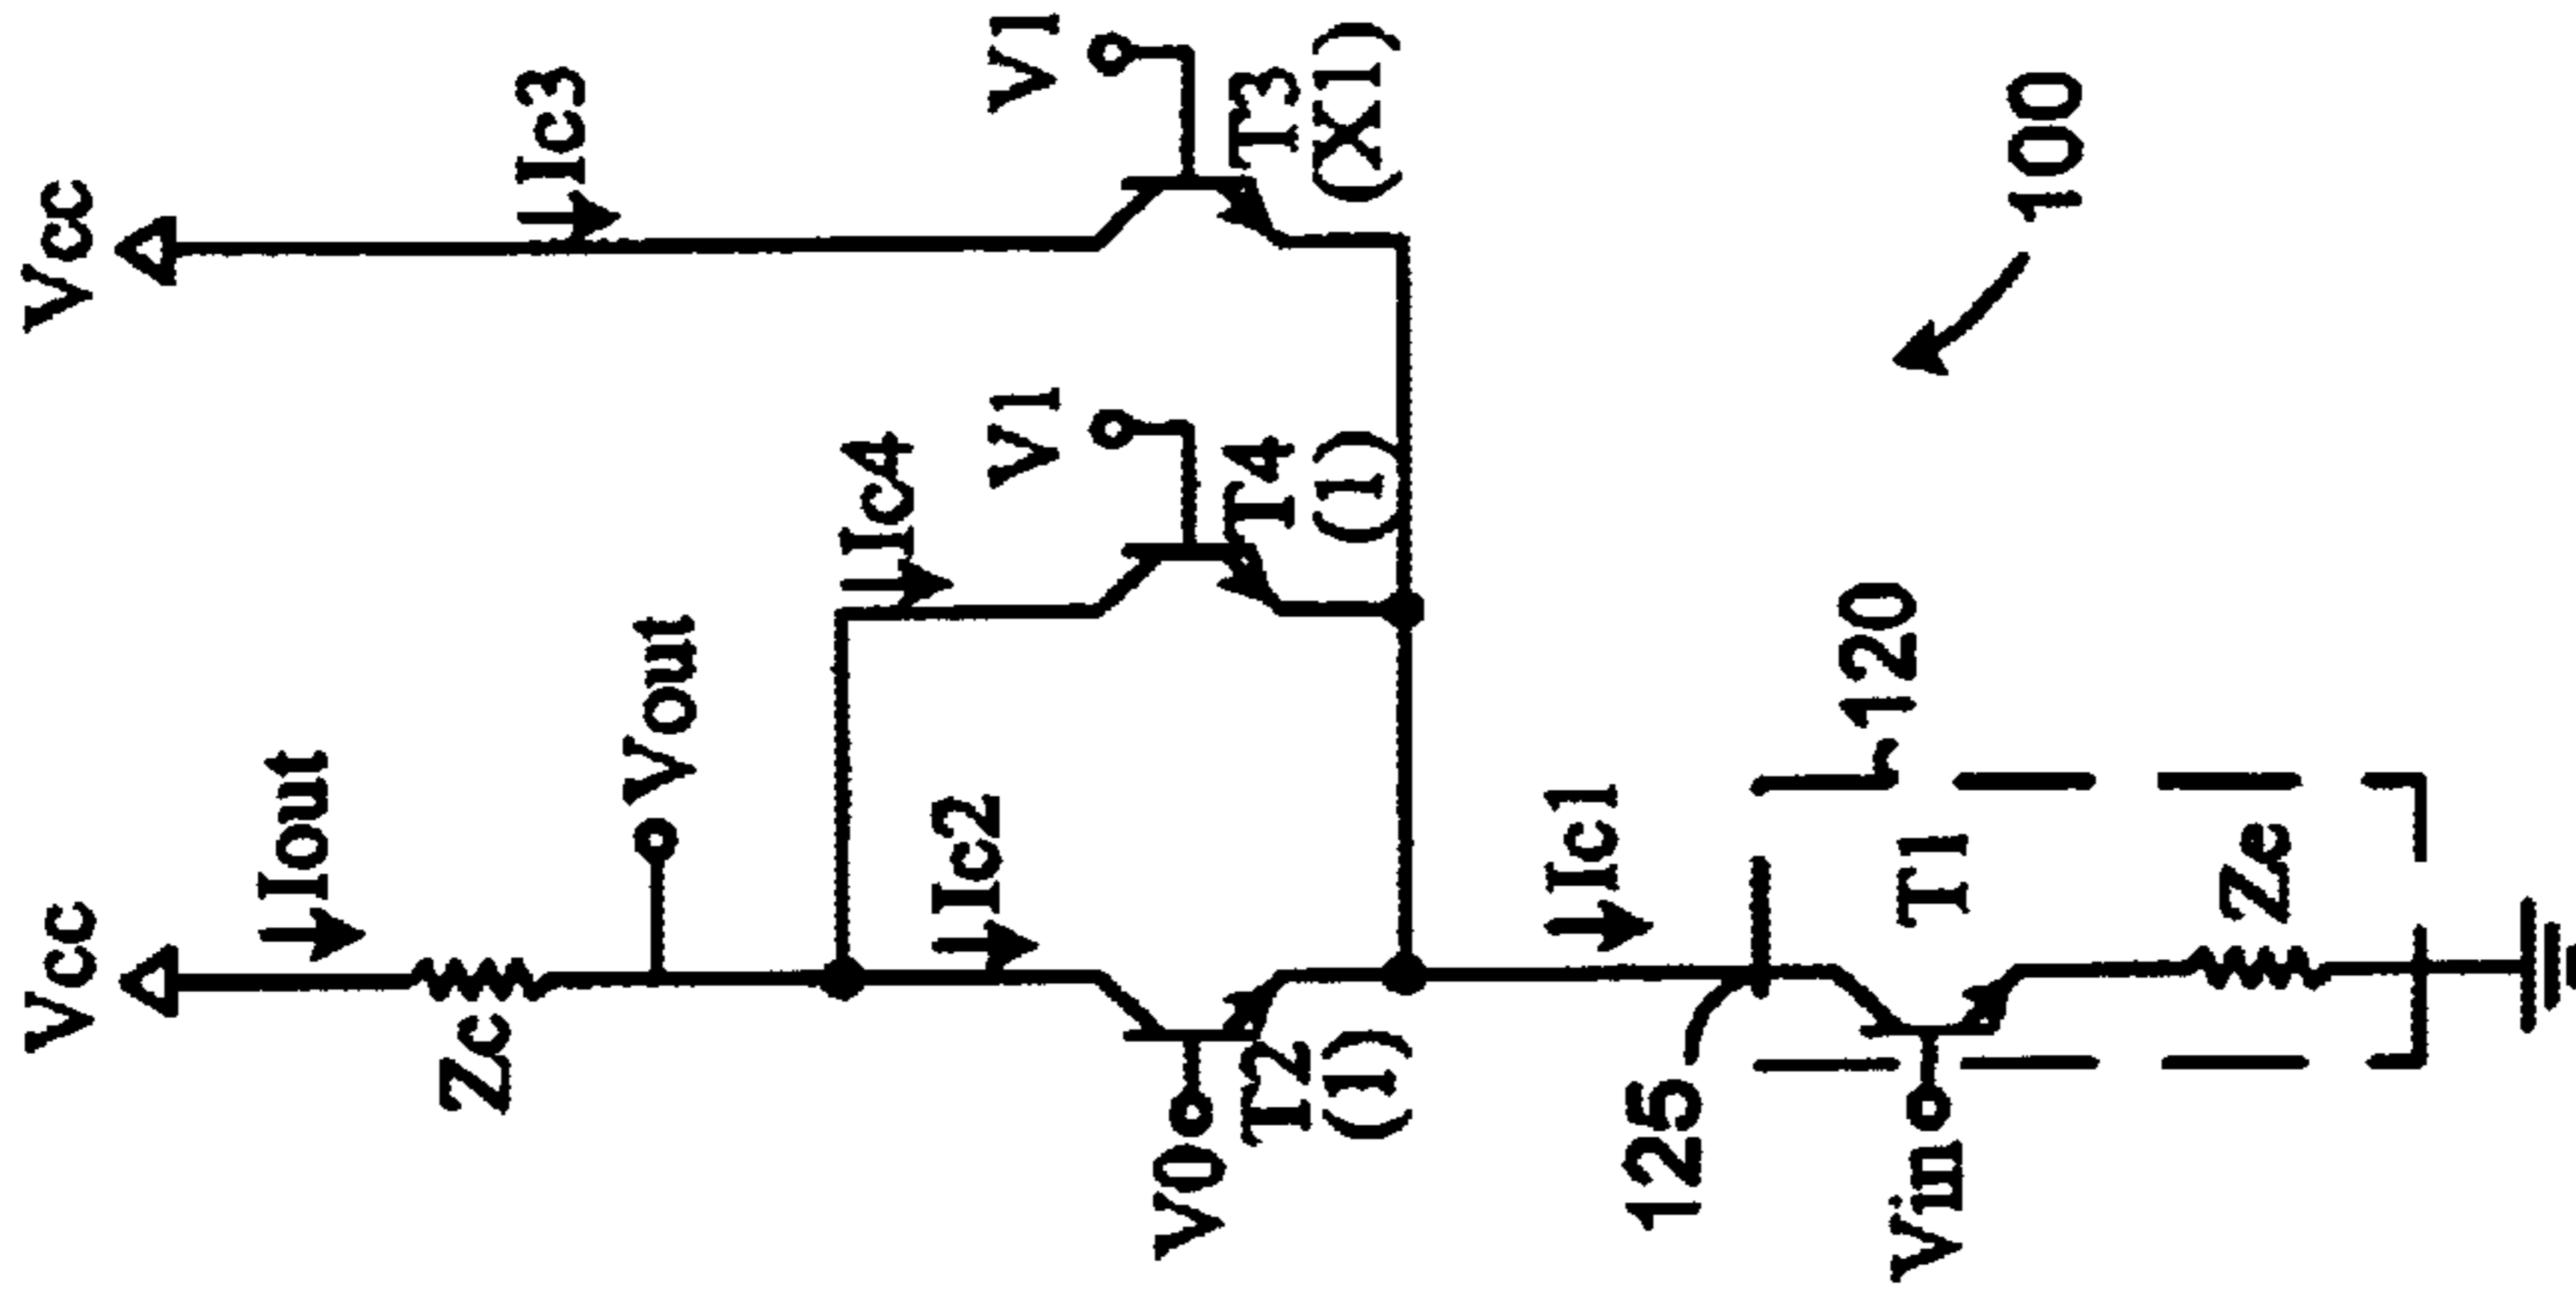 Vcc
Vcc
Iout
Ic3
Zc
Vout
Ic4
Ic2
V1
V1
V0
T2
(1)
T4
(1)
T3
(X1)
Ic1
125
120
Vin
T1
Ze
100